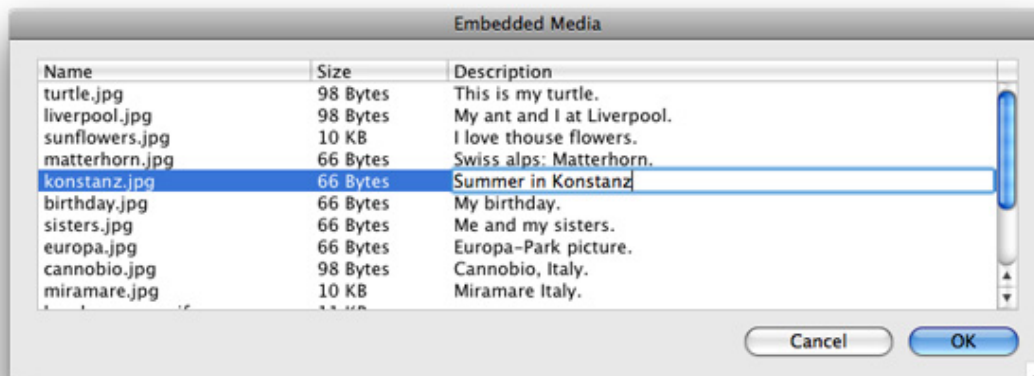 Embedded Media
Name Size Description
turtle.jpg 98 Bytes This is my turtle.
liverpool.jpg 98 Bytes My ant and I at Liverpool.
sunflowers.jpg 10 KB I love thouse flowers.
matterhorn.jpg 66 Bytes Swiss alps: Matterhorn.
konstanz.jpg 66 Bytes Summer in Konstanz
birthday.jpg 66 Bytes My birthday.
sisters.jpg 66 Bytes Me and my sisters.
europa.jpg 66 Bytes Europa-Park picture.
cannobio.jpg 98 Bytes Cannobio, Italy.
miramare.jpg 10 KB Miramare Italy.
Cancel OK